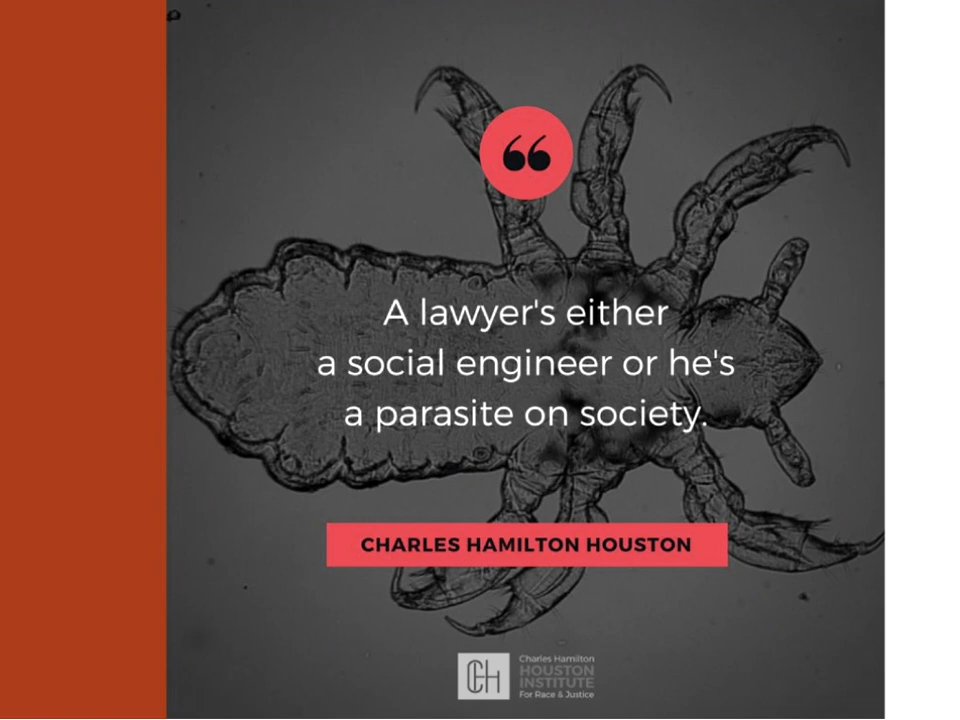 “
A lawyer's either
a social engineer or he's
a parasite on society.
CHARLES HAMILTON HOUSTON
CHH
Charles Hamilton
HOUSTON
INSTITUTE
For Race & Justice